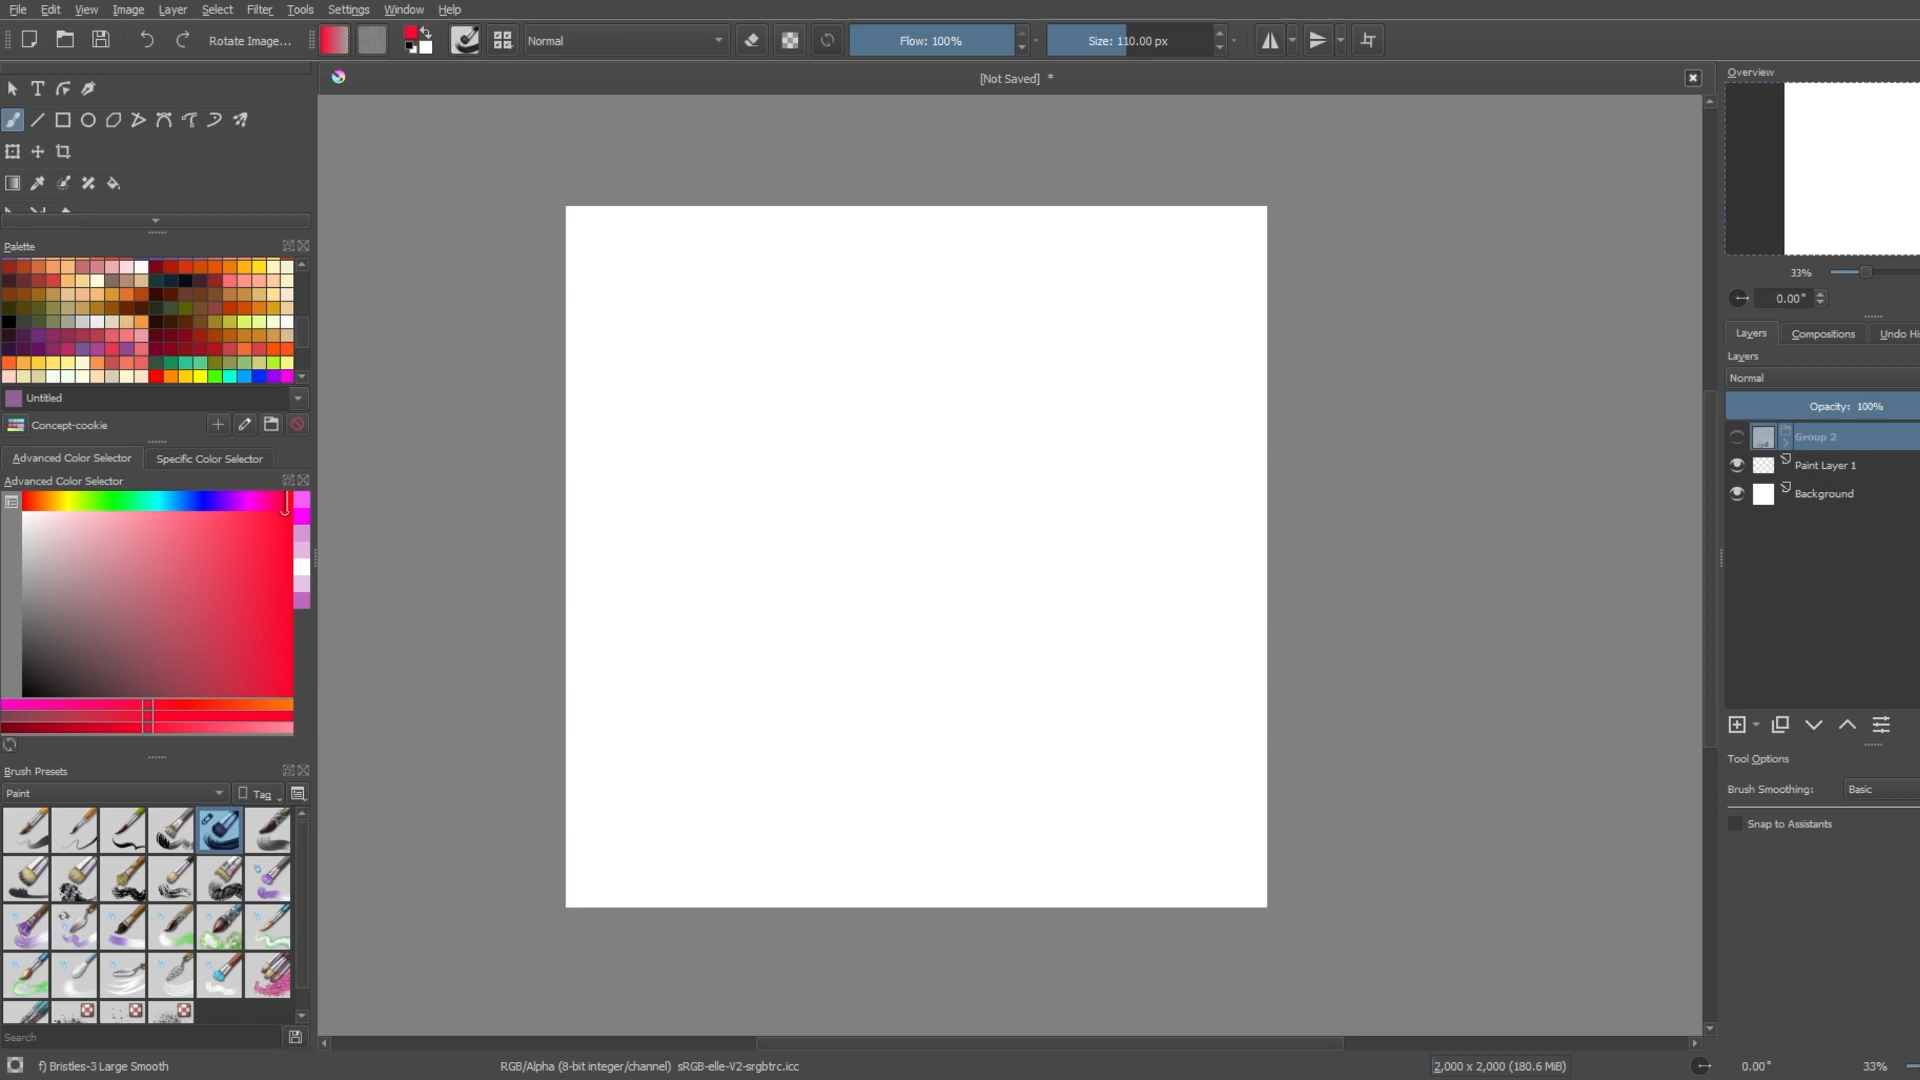 File Edit View Image Layer Select Filter Tools Settings Window Help
Rotate Image... Normal Flow: 100% Size: 110.00 px
[Not Saved] *
Overview
Palette
33%
0.00°
Layers Compositions Undo Hi
Layers
Normal
Untitled
Opacity: 100%
Concept-cookie
Group 2
Advanced Color Selector Specific Color Selector
Paint Layer 1
Advanced Color Selector
Background
Tool Options
Brush Presets
Brush Smoothing: Basic
Paint Tag
Snap to Assistants
Search
f) Bristles-3 Large Smooth RGB/Alpha (8-bit integer/channel) sRGB-elle-V2-srgbtrc.icc 2,000 x 2,000 (180.6 MiB) 0.00° 33%